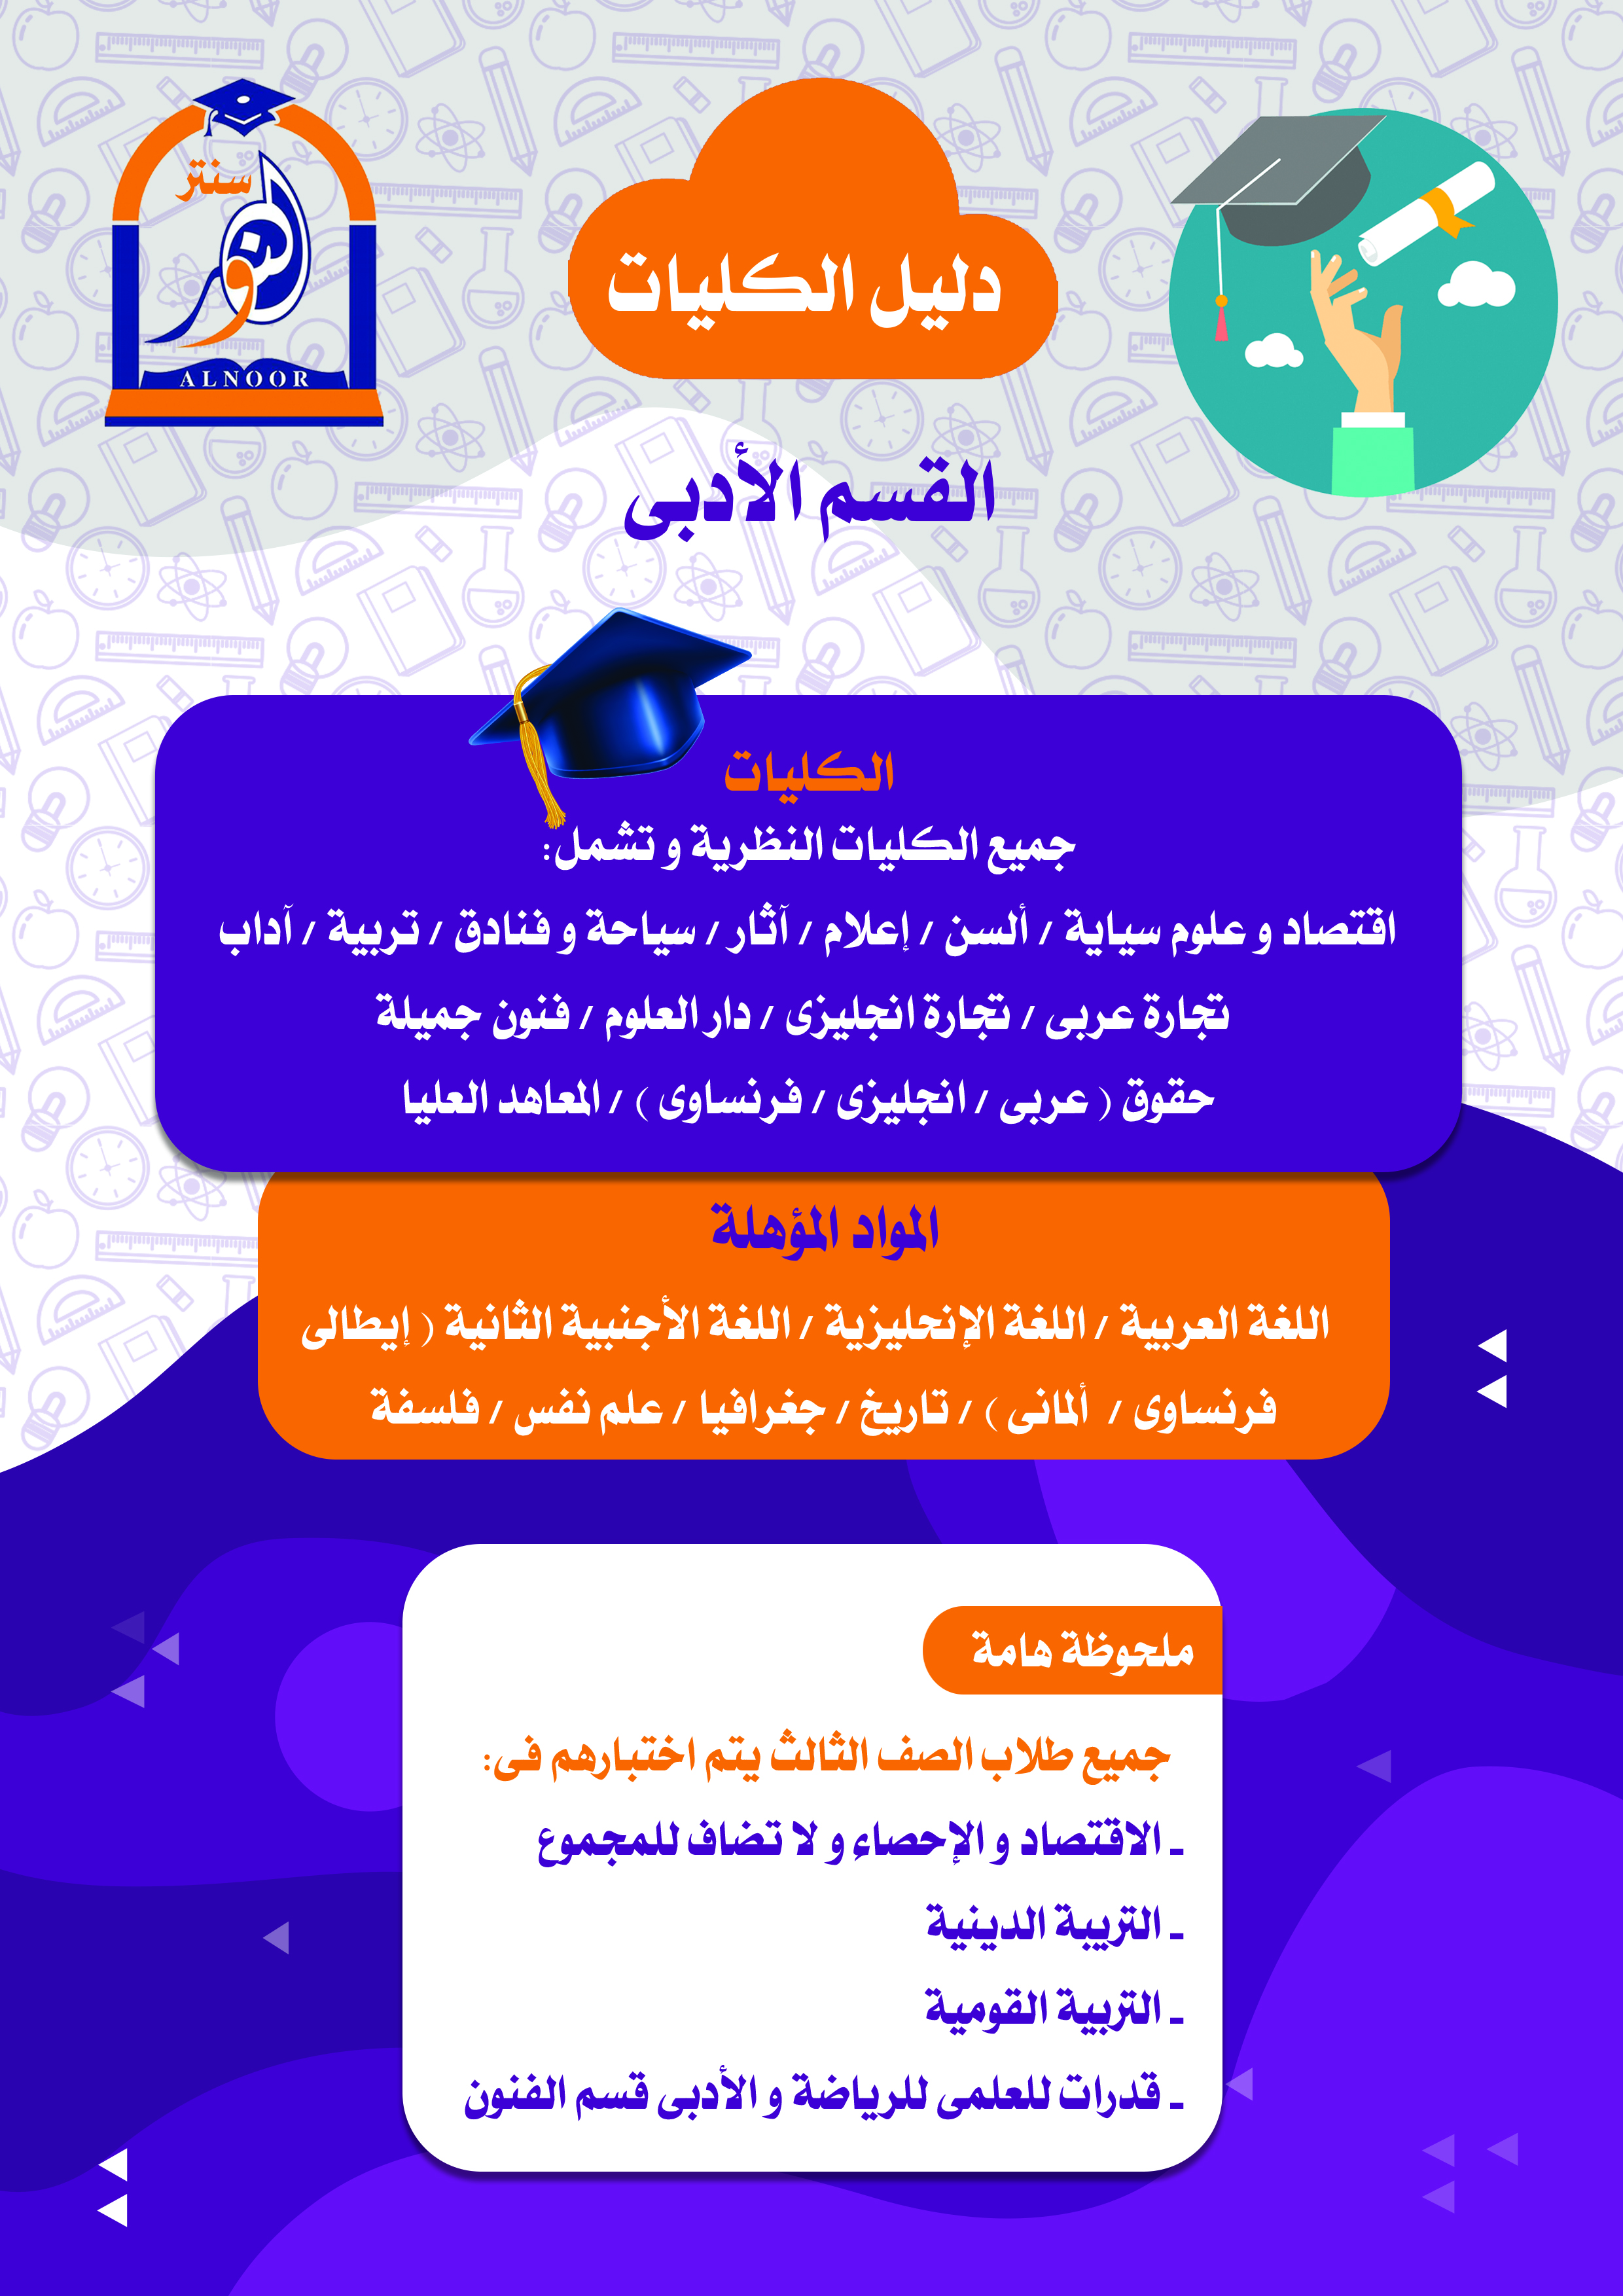 سنتر
النور
ALNOOR
دليل الكليات
القسم الأدبى
الكليات
جميع الكليات النظرية و تشمل:
اقتصاد و علوم سياية / ألسن / إعلام / آثار / سياحة و فنادق / تربية / آداب
تجارة عربى / تجارة انجليزى / دار العلوم / فنون جميلة
حقوق ( عربى / انجليزى / فرنساوى ) / المعاهد العليا
المواد المؤهلة
اللغة العربية / اللغة الإنحليزية / اللغة الأجنبية الثانية ( إيطالى
فرنساوى / ألمانى ) / تاريخ / جغرافيا / علم نفس / فلسفة
ملحوظة هامة
جميع طلاب الصف الثالث يتم اختبارهم فى:
ـ الاقتصاد و الإحصاء و لا تضاف للمجموع
ـ التريبة الدينية
ـ التربية القومية
ـ قدرات للعلمى للرياضة و الأدبى قسم الفنون